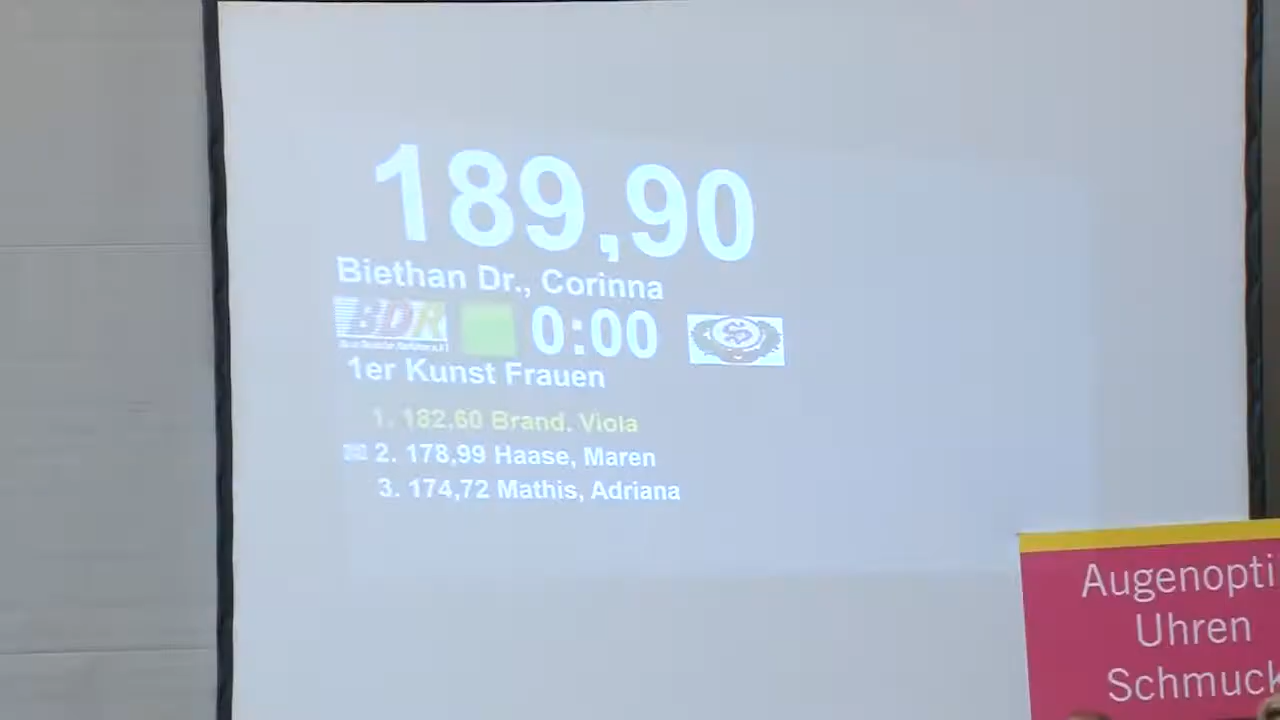 189,90
Biethan Dr., Corinna
BDR
0:00
1er Kunst Frauen
1. 182,60 Brand, Viola
2. 178,99 Haase, Maren
3. 174,72 Mathis, Adriana
Augenopti
Uhren
Schmuck